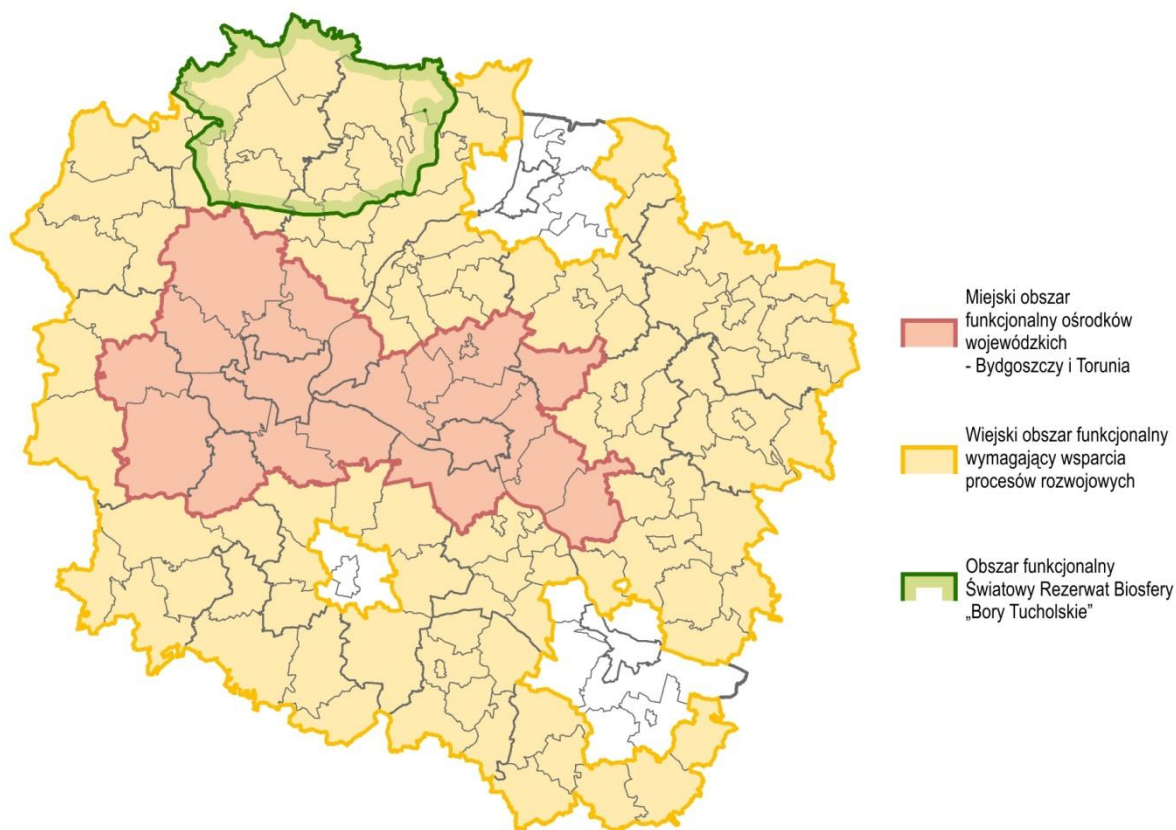 Miejski obszar
funkcjonalny ośrodków
wojewódzkich
- Bydgoszczy i Torunia
Wiejski obszar funkcjonalny
wymagający wsparcia
procesów rozwojowych
Obszar funkcjonalny
Światowy Rezerwat Biosfery
„Bory Tucholskie”